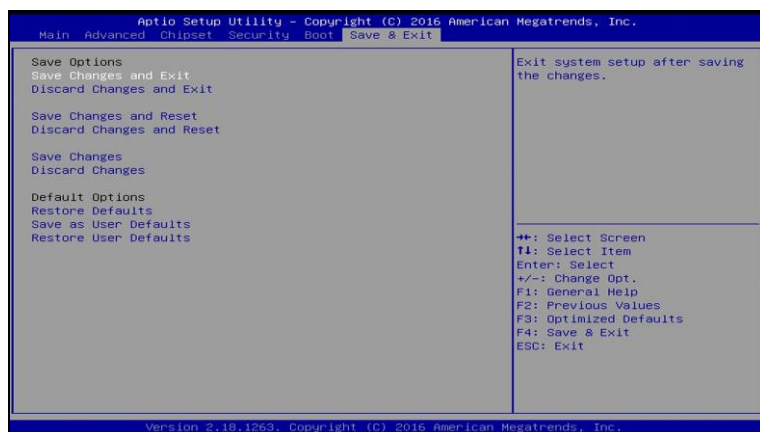 Aptio Setup Utility – Copyright (C) 2016 American Megatrends, Inc.
Main Advanced Chipset Security Boot Save & Exit
Save Options
Save Changes and Exit
Discard Changes and Exit
Save Changes and Reset
Discard Changes and Reset
Save Changes
Discard Changes
Default Options
Restore Defaults
Save as User Defaults
Restore User Defaults
Exit system setup after saving
the changes.
→←: Select Screen
↑↓: Select Item
Enter: Select
+/-: Change Opt.
F1: General Help
F2: Previous Values
F3: Optimized Defaults
F4: Save & Exit
ESC: Exit
Version 2.18.1263. Copyright (C) 2016 American Megatrends, Inc.